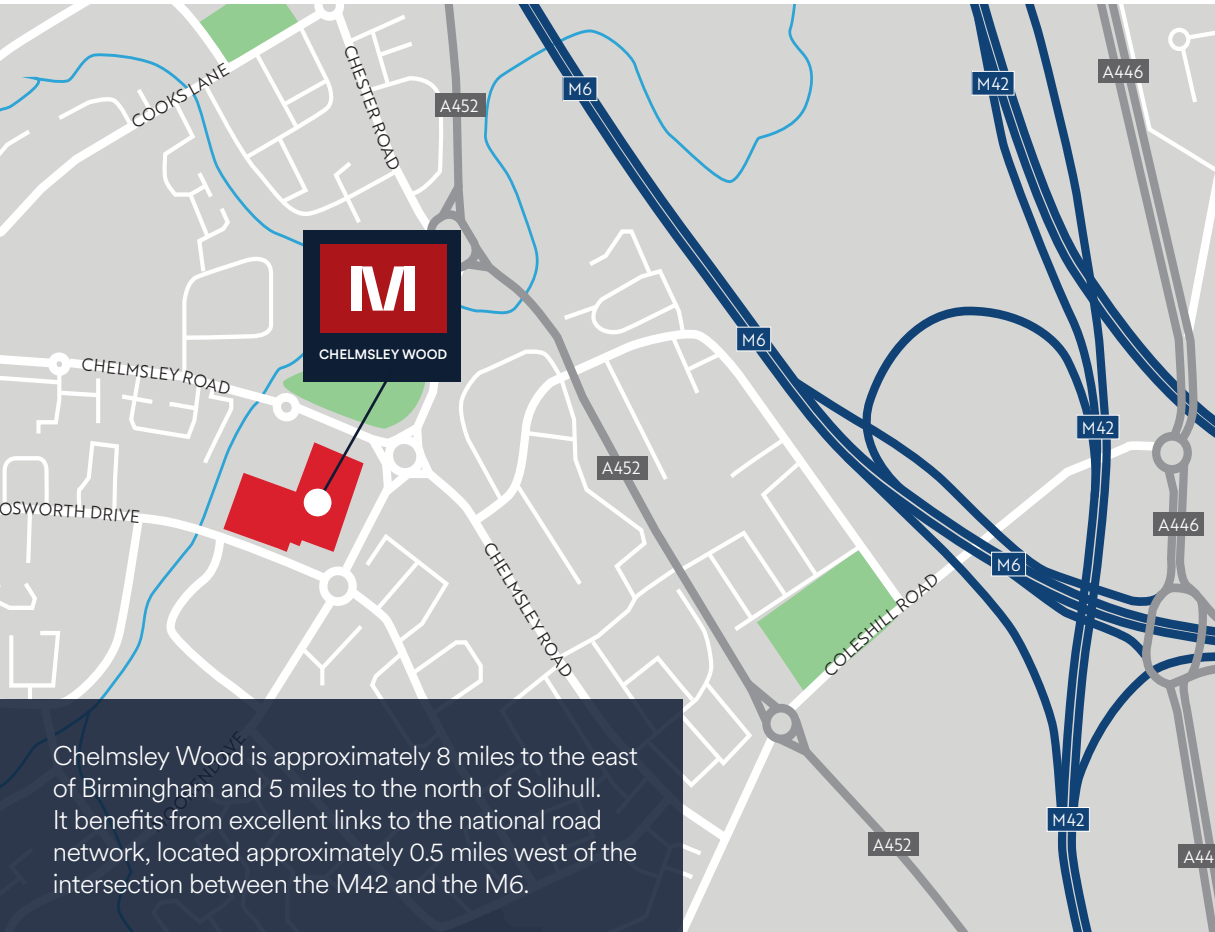 COOKS LANE
CHESTER ROAD
A452
M6
M42
A446
M
CHELMSLEY WOOD
CHELMSLEY ROAD
M6
M42
A452
OSWORTH DRIVE
A446
M6
CHELMSLEY ROAD
COLESHILL ROAD
M42
A452
A44
Chelmsley Wood is approximately 8 miles to the east
of Birmingham and 5 miles to the north of Solihull.
It benefits from excellent links to the national road
network, located approximately 0.5 miles west of the
intersection between the M42 and the M6.